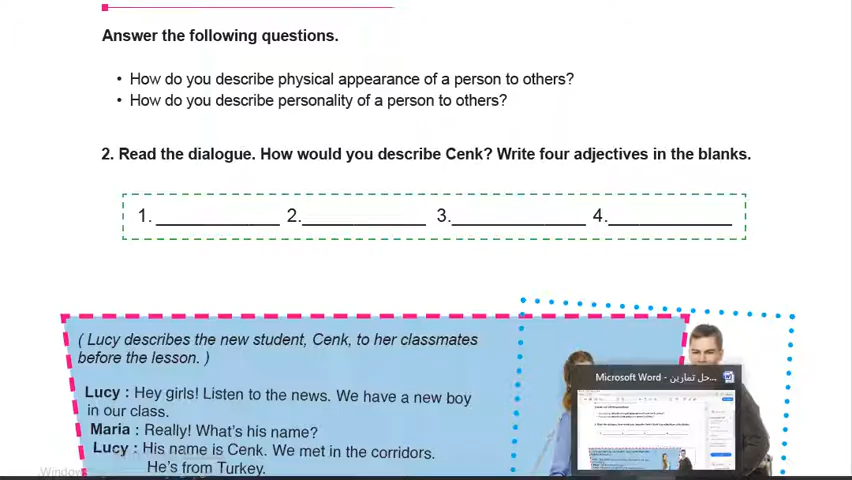 Answer the following questions.
• How do you describe physical appearance of a person to others?
• How do you describe personality of a person to others?
2. Read the dialogue. How would you describe Cenk? Write four adjectives in the blanks.
1. ____________ 2. ____________ 3. ____________ 4. ____________
( Lucy describes the new student, Cenk, to her classmates
before the lesson. )
Lucy : Hey girls! Listen to the news. We have a new boy
in our class.
Maria : Really! What's his name?
Lucy : His name is Cenk. We met in the corridors.
He's from Turkey.
Microsoft Word - حل تمارين...
Window